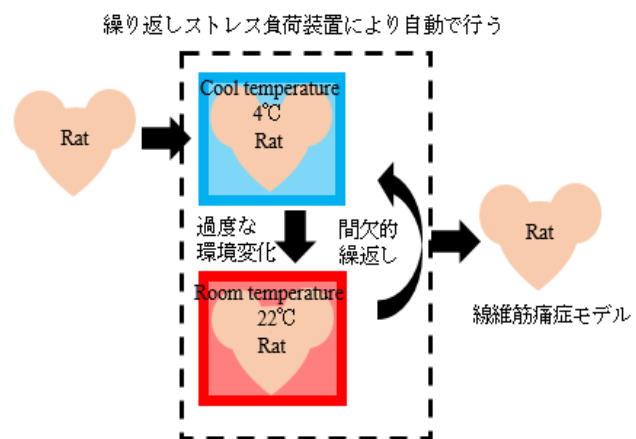 繰り返しストレス負荷装置により自動で行う
Rat
Cool temperature
4℃
Rat
過度な
環境変化
間欠的
繰返し
Room temperature
22℃
Rat
Rat
線維筋痛症モデル